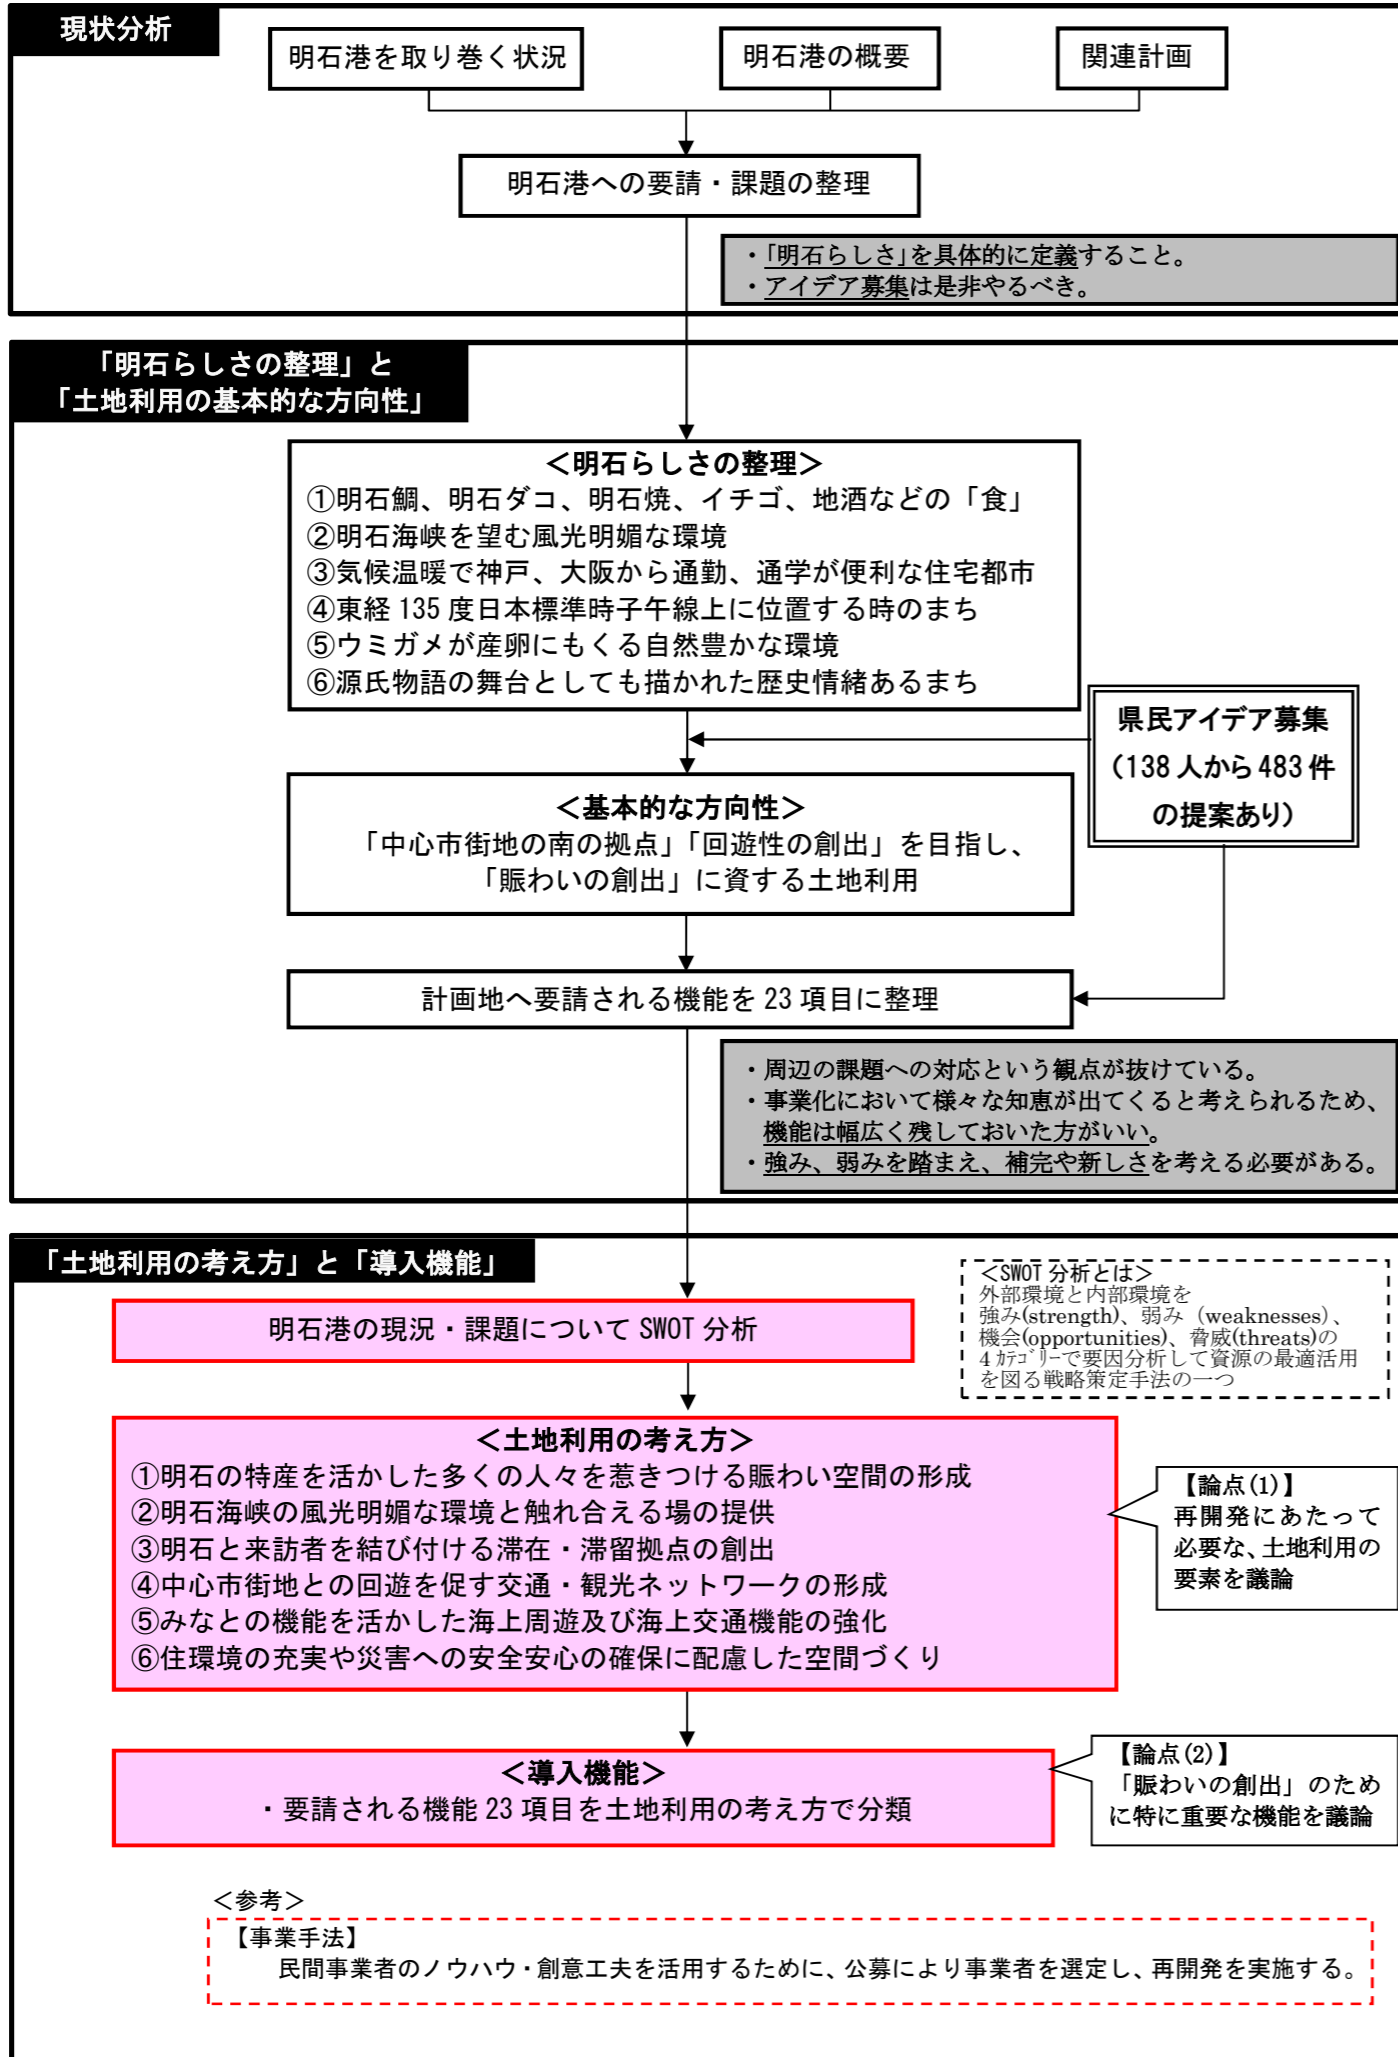 現状分析
明石港を取り巻く状況
明石港の概要
関連計画
明石港への要請・課題の整理
・「明石らしさ」を具体的に定義すること。
・アイデア募集は是非やるべき。
「明石らしさの整理」と
「土地利用の基本的な方向性」
＜明石らしさの整理＞
①明石鯛、明石ダコ、明石焼、イチゴ、地酒などの「食」
②明石海峡を望む風光明媚な環境
③気候温暖で神戸、大阪から通勤、通学が便利な住宅都市
④東経 135 度日本標準時子午線上に位置する時のまち
⑤ウミガメが産卵にもくる自然豊かな環境
⑥源氏物語の舞台としても描かれた歴史情緒あるまち
県民アイデア募集
（138 人から 483 件
の提案あり）
＜基本的な方向性＞
「中心市街地の南の拠点」「回遊性の創出」を目指し、
「賑わいの創出」に資する土地利用
計画地へ要請される機能を 23 項目に整理
・周辺の課題への対応という観点が抜けている。
・事業化において様々な知恵が出てくると考えられるため、
機能は幅広く残しておいた方がいい。
・強み、弱みを踏まえ、補完や新しさを考える必要がある。
「土地利用の考え方」と「導入機能」
明石港の現況・課題について SWOT 分析
＜SWOT 分析とは＞
外部環境と内部環境を
強み(strength)、弱み（weaknesses）、
機会(opportunities)、脅威(threats)の
4 ｶﾃｺﾞﾘｰで要因分析して資源の最適活用
を図る戦略策定手法の一つ
＜土地利用の考え方＞
①明石の特産を活かした多くの人々を惹きつける賑わい空間の形成
②明石海峡の風光明媚な環境と触れ合える場の提供
③明石と来訪者を結び付ける滞在・滞留拠点の創出
④中心市街地との回遊を促す交通・観光ネットワークの形成
⑤みなとの機能を活かした海上周遊及び海上交通機能の強化
⑥住環境の充実や災害への安全安心の確保に配慮した空間づくり
【論点(1)】
再開発にあたって
必要な、土地利用の
要素を議論
＜導入機能＞
・要請される機能 23 項目を土地利用の考え方で分類
【論点(2)】
「賑わいの創出」のため
に特に重要な機能を議論
＜参考＞
【事業手法】
民間事業者のノウハウ・創意工夫を活用するために、公募により事業者を選定し、再開発を実施する。